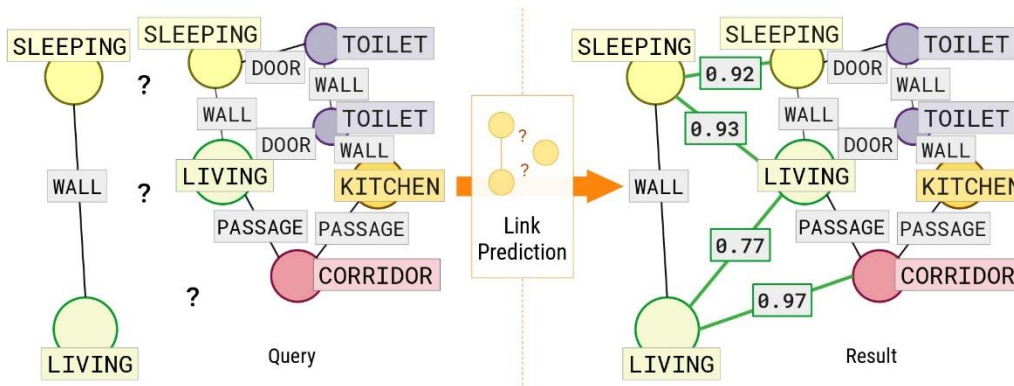 SLEEPING
?
WALL
?
?
LIVING
SLEEPING
TOILET
DOOR
WALL
WALL
TOILET
DOOR
WALL
LIVING
KITCHEN
PASSAGE
PASSAGE
CORRIDOR
Query
?
?
Link
Prediction
SLEEPING
WALL
LIVING
0.92
0.93
0.77
0.97
SLEEPING
TOILET
DOOR
WALL
WALL
TOILET
DOOR
WALL
LIVING
KITCHEN
PASSAGE
PASSAGE
CORRIDOR
Result